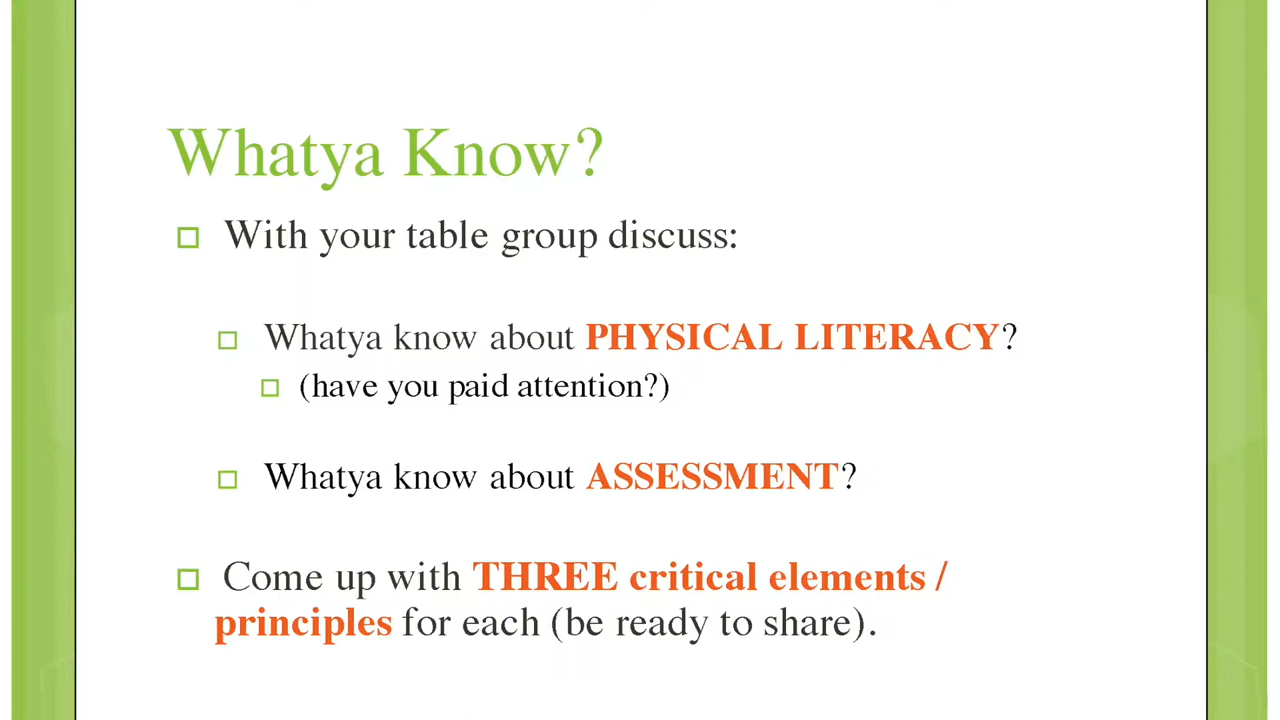 Whatya Know?
With your table group discuss:
Whatya know about PHYSICAL LITERACY?
(have you paid attention?)
Whatya know about ASSESSMENT?
Come up with THREE critical elements /
principles for each (be ready to share).